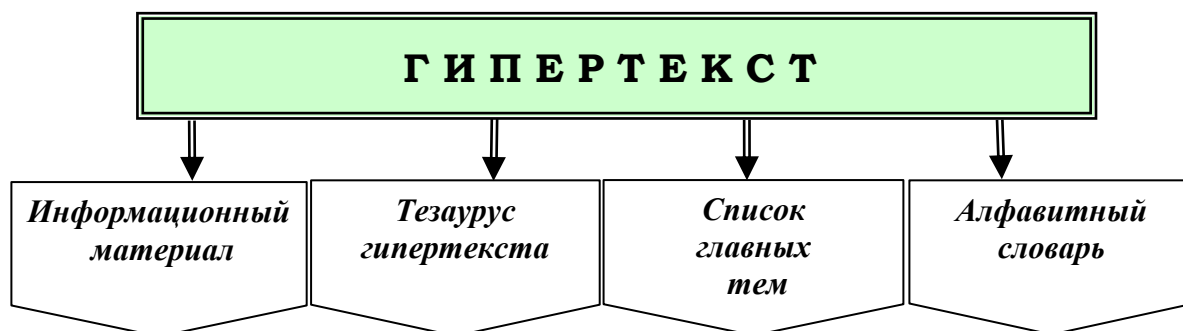 Г И П Е Р Т Е К С Т
Информационный
материал
Тезаурус
гипертекста
Список
главных
тем
Алфавитный
словарь